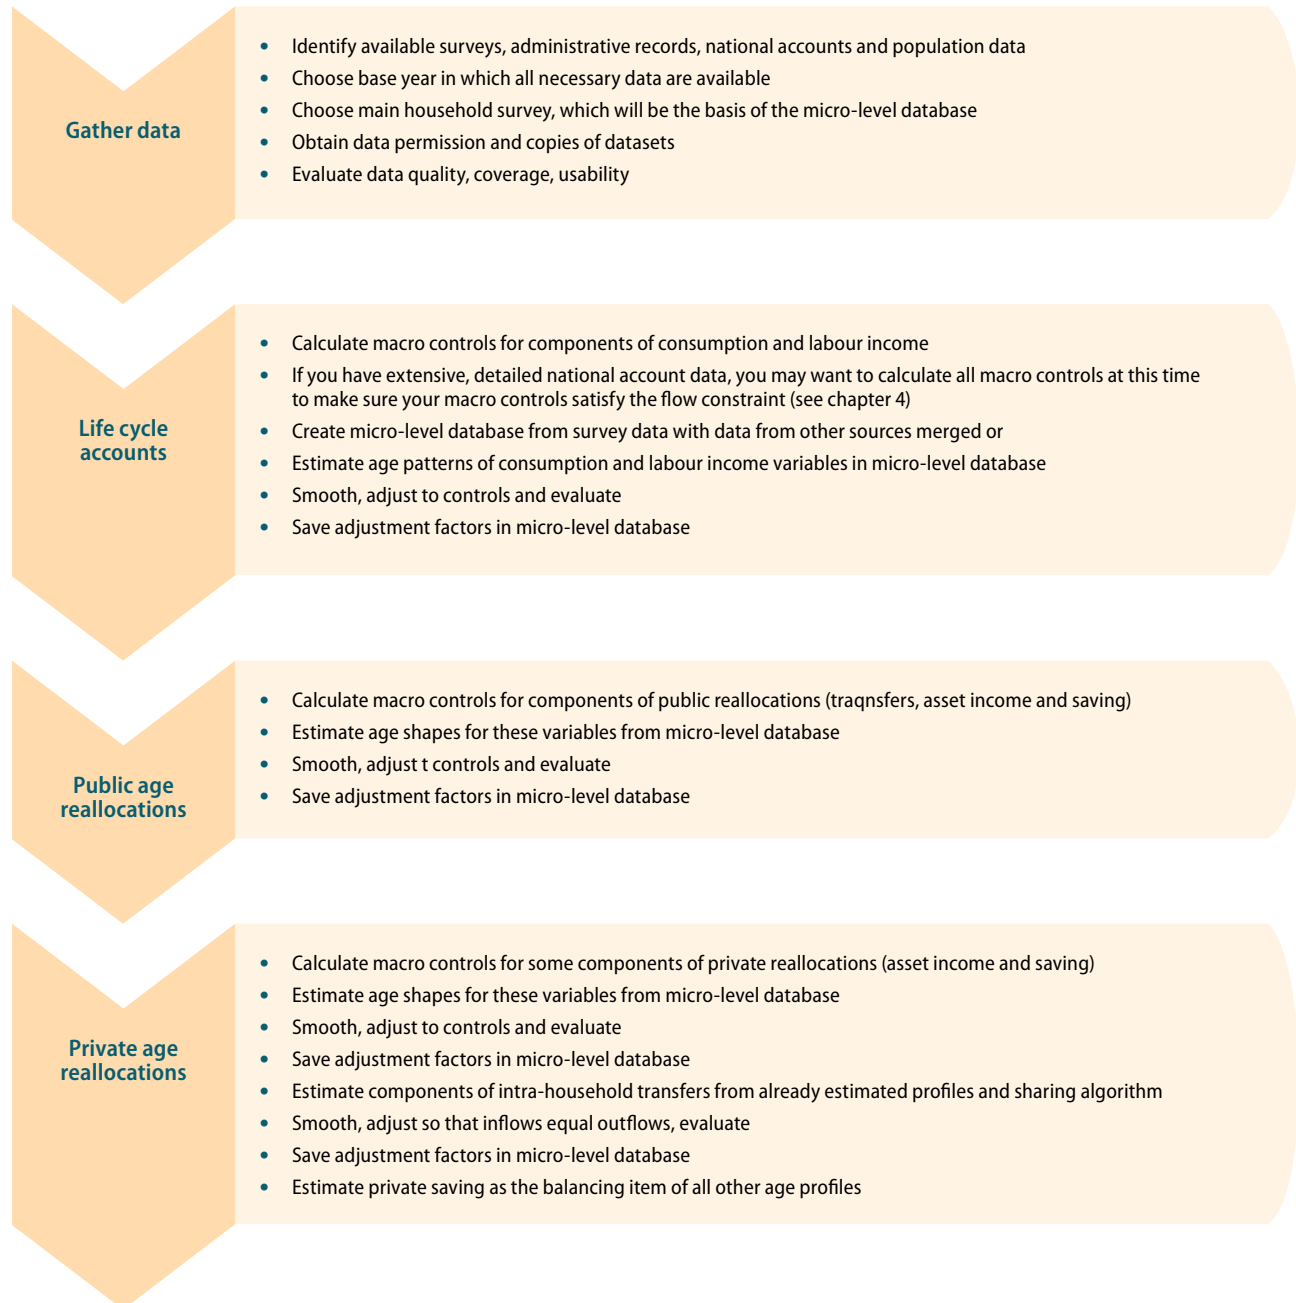 Gather data
• Identify available surveys, administrative records, national accounts and population data
• Choose base year in which all necessary data are available
• Choose main household survey, which will be the basis of the micro-level database
• Obtain data permission and copies of datasets
• Evaluate data quality, coverage, usability
Life cycle
accounts
• Calculate macro controls for components of consumption and labour income
• If you have extensive, detailed national account data, you may want to calculate all macro controls at this time
to make sure your macro controls satisfy the flow constraint (see chapter 4)
• Create micro-level database from survey data with data from other sources merged or
• Estimate age patterns of consumption and labour income variables in micro-level database
• Smooth, adjust to controls and evaluate
• Save adjustment factors in micro-level database
Public age
reallocations
• Calculate macro controls for components of public reallocations (traqnsfers, asset income and saving)
• Estimate age shapes for these variables from micro-level database
• Smooth, adjust t controls and evaluate
• Save adjustment factors in micro-level database
Private age
reallocations
• Calculate macro controls for some components of private reallocations (asset income and saving)
• Estimate age shapes for these variables from micro-level database
• Smooth, adjust to controls and evaluate
• Save adjustment factors in micro-level database
• Estimate components of intra-household transfers from already estimated profiles and sharing algorithm
• Smooth, adjust so that inflows equal outflows, evaluate
• Save adjustment factors in micro-level database
• Estimate private saving as the balancing item of all other age profiles